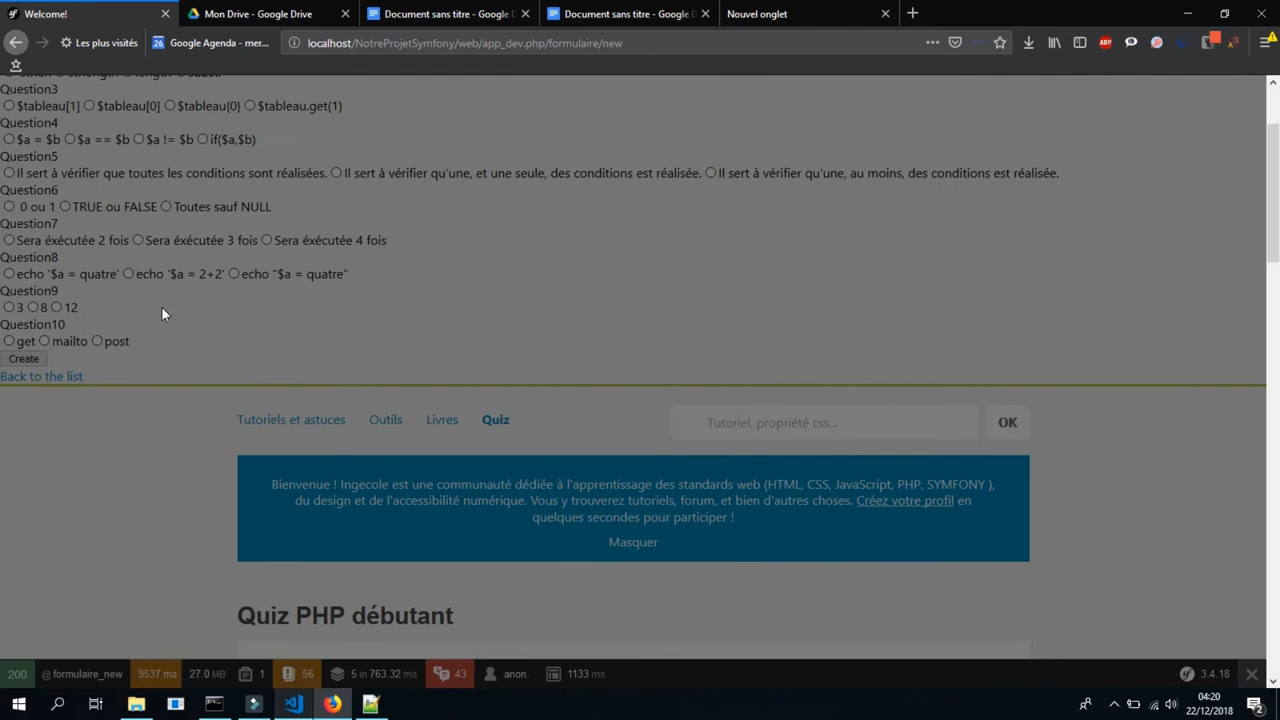 Welcome!
Mon Drive - Google Drive
Document sans titre - Google D
Document sans titre - Google D
Nouvel onglet
Les plus visités
Google Agenda - mer...
localhost/NotreProjetSymfony/web/app_dev.php/formulaire/new
Question3
$tableau[1] $tableau[0] $tableau{0} $tableau.get(1)
Question4
$a = $b $a == $b $a != $b if($a,$b)
Question5
Il sert à vérifier que toutes les conditions sont réalisées. Il sert à vérifier qu'une, et une seule, des conditions est réalisée. Il sert à vérifier qu'une, au moins, des conditions est réalisée.
Question6
0 ou 1 TRUE ou FALSE Toutes sauf NULL
Question7
Sera éxécutée 2 fois Sera éxécutée 3 fois Sera éxécutée 4 fois
Question8
echo '$a = quatre' echo '$a = 2+2' echo "$a = quatre"
Question9
3 8 12
Question10
get mailto post
Create
Back to the list
Tutoriels et astuces Outils Livres Quiz
Tutoriel, propriété css...
OK
Bienvenue ! Ingecole est une communauté dédiée à l'apprentissage des standards web (HTML, CSS, JavaScript, PHP, SYMFONY ),
du design et de l'accessibilité numérique. Vous y trouverez tutoriels, forum, et bien d'autres choses. Créez votre profil en
quelques secondes pour participer !
Masquer
Quiz PHP débutant
200 @ formulaire_new 9537 ms 27.0 MB 1 56 5 in 763.32 ms 43 anon. 1133 ms 3.4.18
04:20
22/12/2018